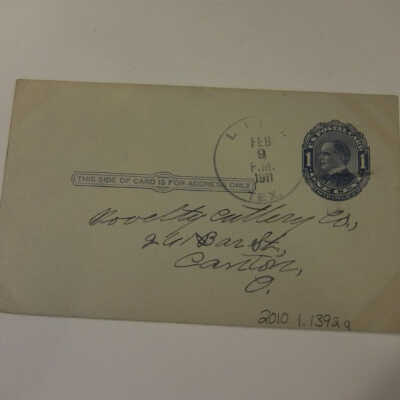 FEB
9
P.M.
1911
TEX.
1 1
THIS SIDE OF CARD IS FOR ADDRESS ONLY
Novelty Cutlery Co.,
Bar St.,
Canton,
O.
2010.1.1392a